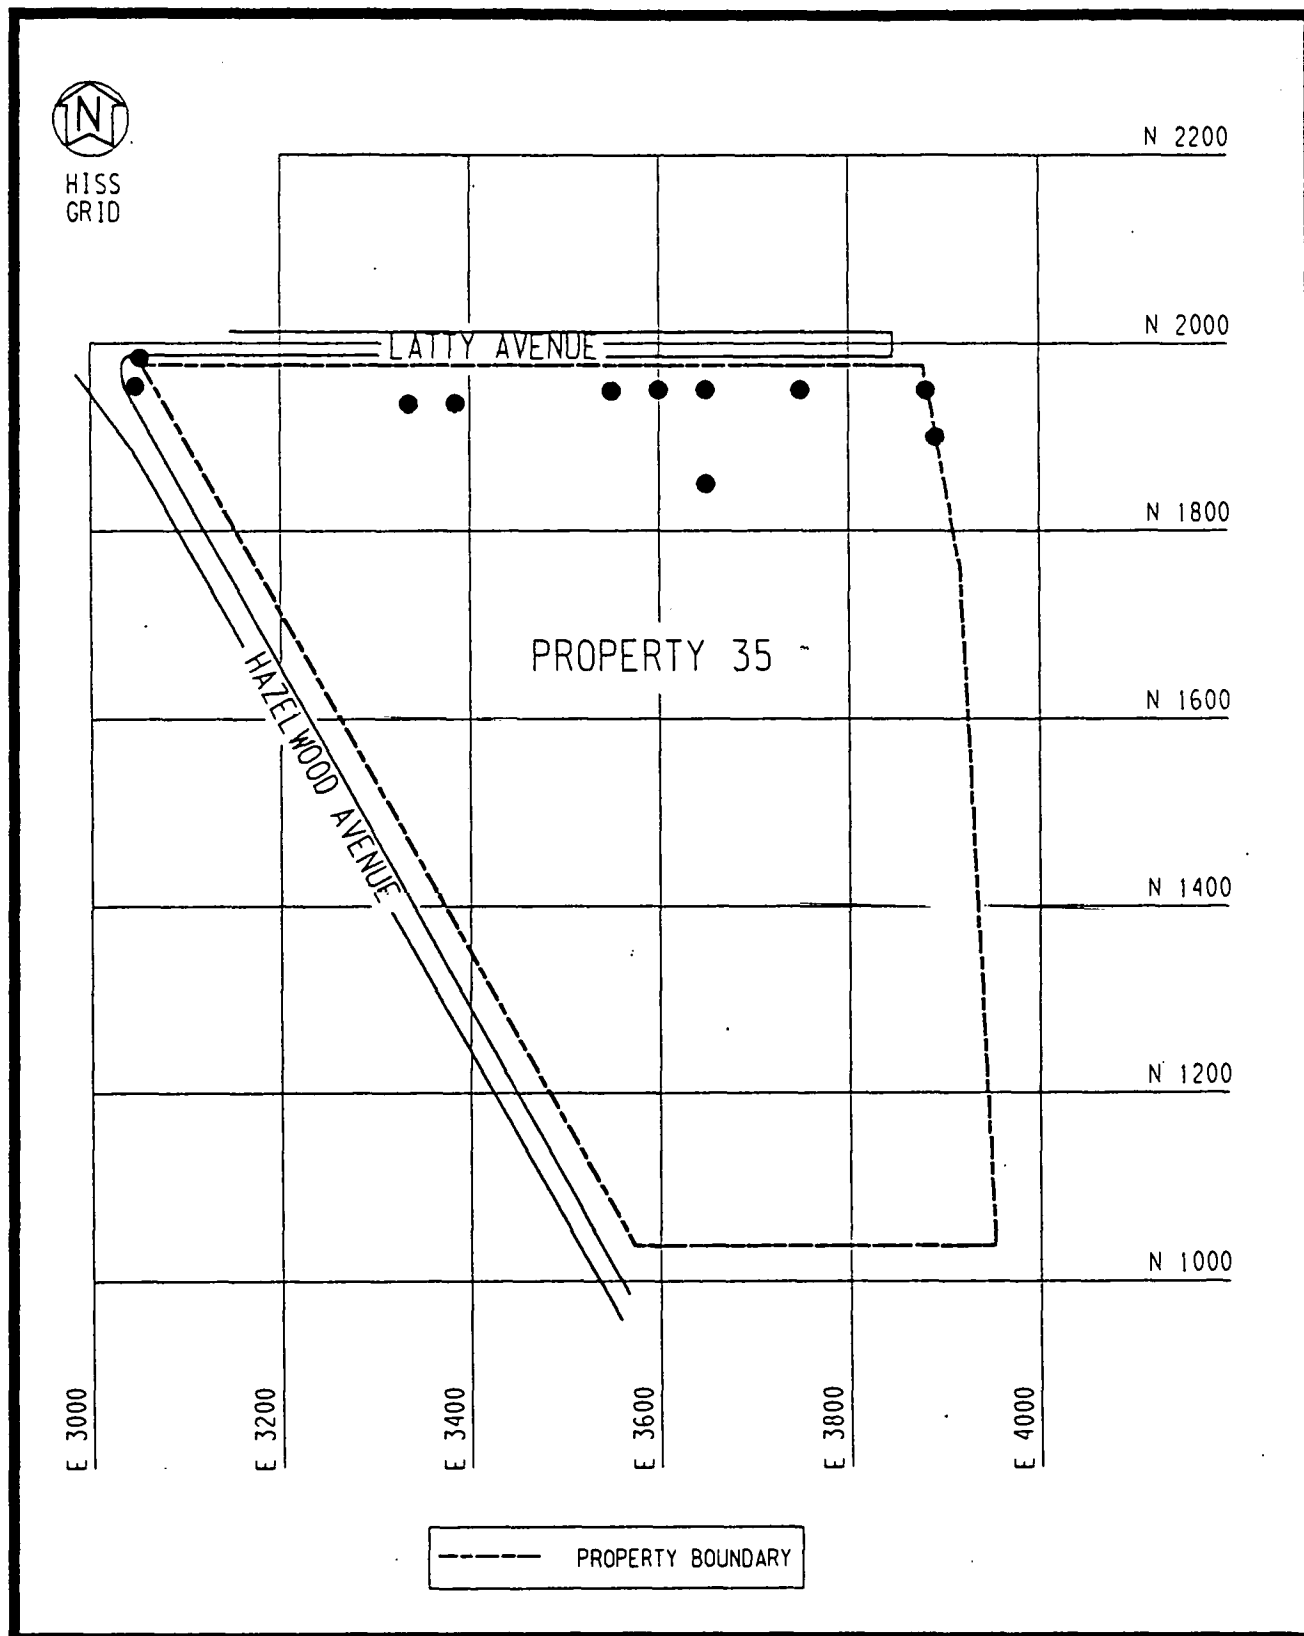 N
HISS
GRID
N 2200
N 2000
LATTY AVENUE
N 1800
PROPERTY 35
N 1600
HAZELWOOD AVENUE
N 1400
N 1200
N 1000
E 3000
E 3200
E 3400
E 3600
E 3800
E 4000
PROPERTY BOUNDARY